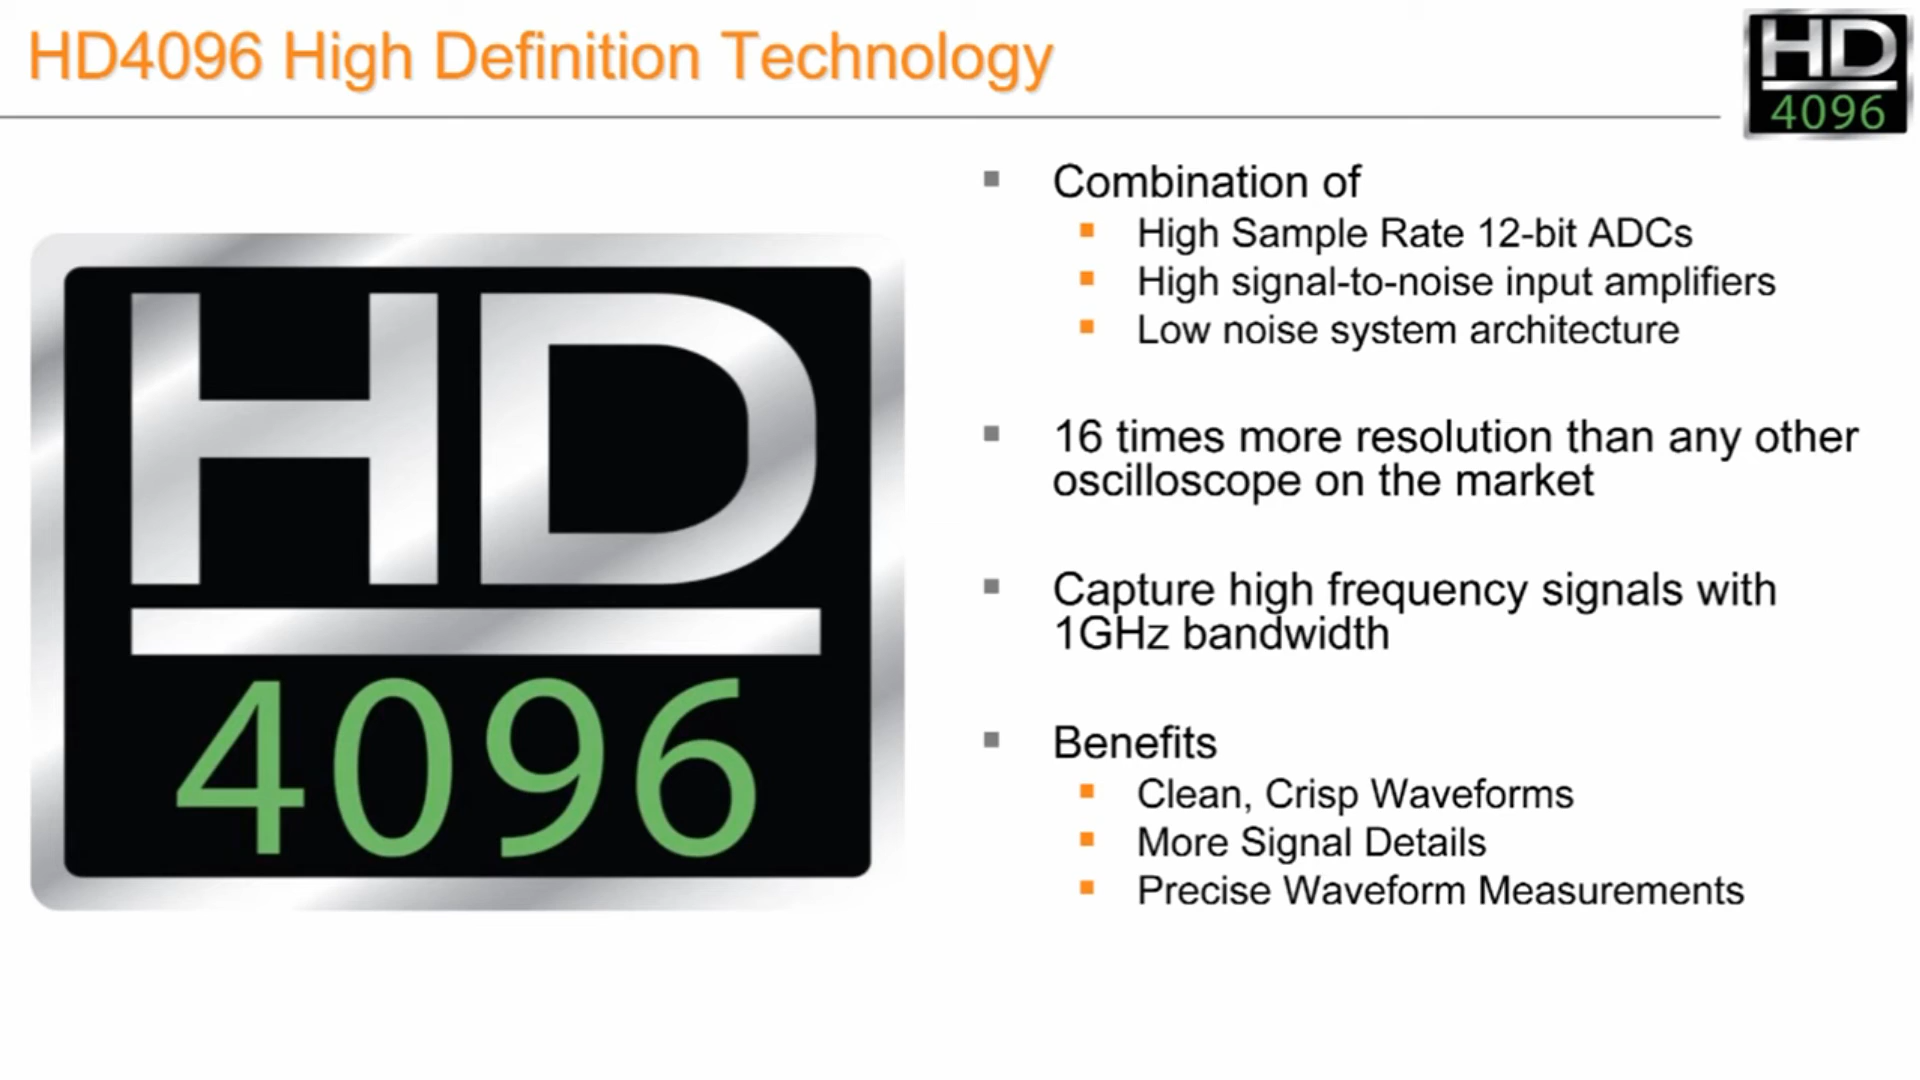 HD4096 High Definition Technology
HD
4096
HD
4096
Combination of
High Sample Rate 12-bit ADCs
High signal-to-noise input amplifiers
Low noise system architecture
16 times more resolution than any other
oscilloscope on the market
Capture high frequency signals with
1GHz bandwidth
Benefits
Clean, Crisp Waveforms
More Signal Details
Precise Waveform Measurements